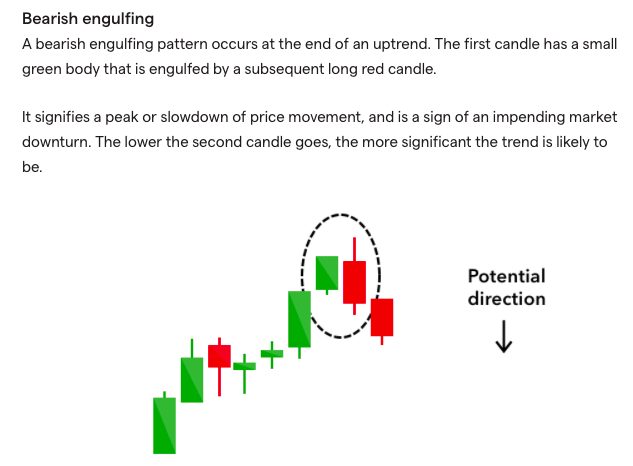 Bearish engulfing
A bearish engulfing pattern occurs at the end of an uptrend. The first candle has a small
green body that is engulfed by a subsequent long red candle.
It signifies a peak or slowdown of price movement, and is a sign of an impending market
downturn. The lower the second candle goes, the more significant the trend is likely to
be.
Potential
direction